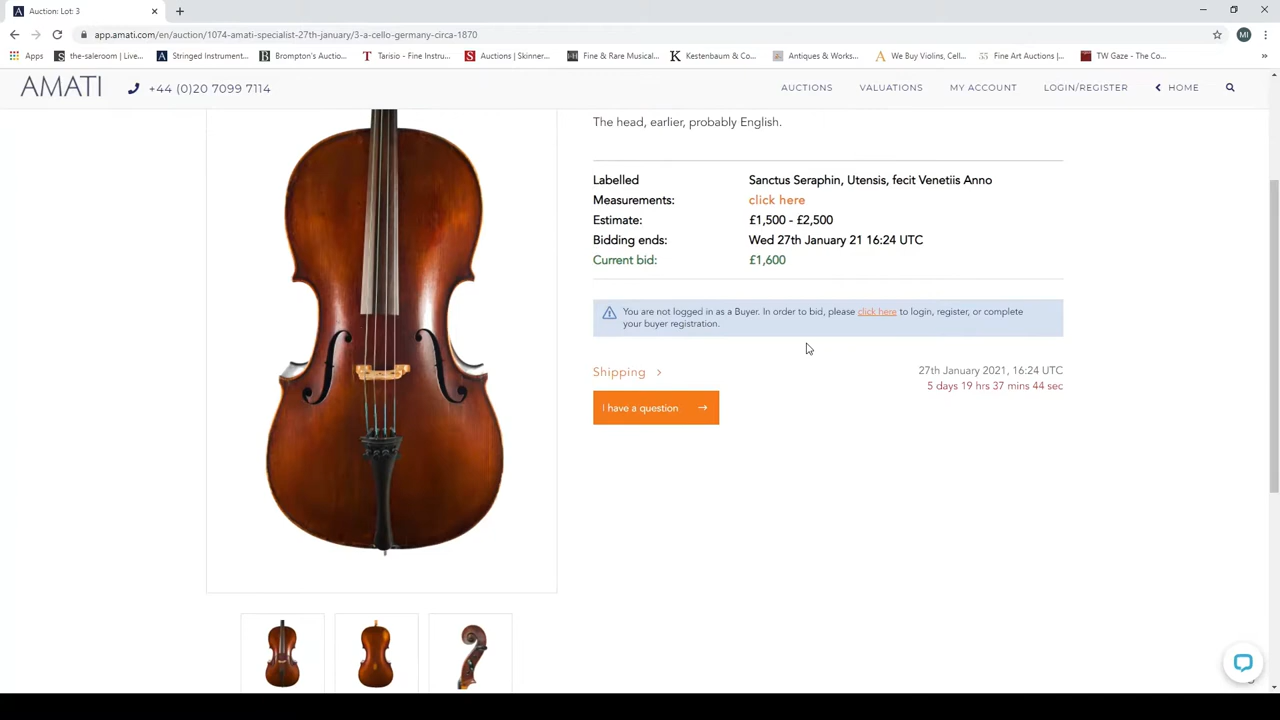 Auction: Lot: 3
app.amati.com/en/auction/1074-amati-specialist-27th-january/3-a-cello-germany-circa-1870
MI
Apps
the-saleroom | Live...
Stringed Instrument...
Brompton's Auction...
Tarisio - Fine Instru...
Auctions | Skinner...
Fine & Rare Musical...
Kestenbaum & Co...
Antiques & Works...
We Buy Violins, Cell...
Fine Art Auctions |...
TW Gaze - The Co...
AMATI
+44 (0)20 7099 7114
AUCTIONS
VALUATIONS
MY ACCOUNT
LOGIN/REGISTER
HOME
The head, earlier, probably English.
Labelled Sanctus Seraphin, Utensis, fecit Venetiis Anno
Measurements: click here
Estimate: £1,500 - £2,500
Bidding ends: Wed 27th January 21 16:24 UTC
Current bid: £1,600
You are not logged in as a Buyer. In order to bid, please click here to login, register, or complete
your buyer registration.
Shipping
27th January 2021, 16:24 UTC
5 days 19 hrs 37 mins 44 sec
I have a question